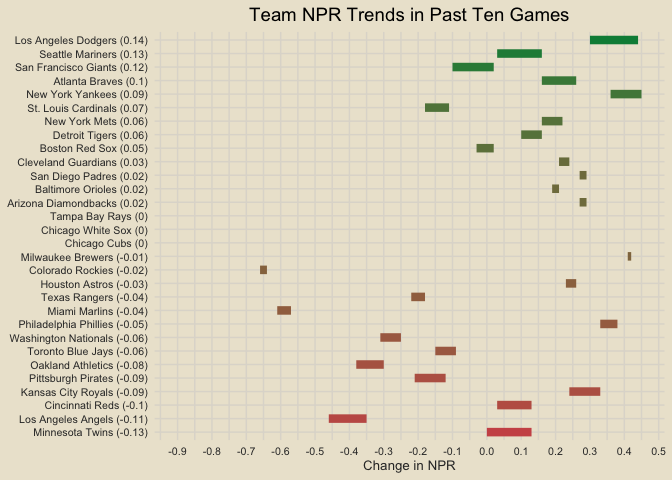 Team NPR Trends in Past Ten Games
Los Angeles Dodgers (0.14)
Seattle Mariners (0.13)
San Francisco Giants (0.12)
Atlanta Braves (0.1)
New York Yankees (0.09)
St. Louis Cardinals (0.07)
New York Mets (0.06)
Detroit Tigers (0.06)
Boston Red Sox (0.05)
Cleveland Guardians (0.03)
San Diego Padres (0.02)
Baltimore Orioles (0.02)
Arizona Diamondbacks (0.02)
Tampa Bay Rays (0)
Chicago White Sox (0)
Chicago Cubs (0)
Milwaukee Brewers (-0.01)
Colorado Rockies (-0.02)
Houston Astros (-0.03)
Texas Rangers (-0.04)
Miami Marlins (-0.04)
Philadelphia Phillies (-0.05)
Washington Nationals (-0.06)
Toronto Blue Jays (-0.06)
Oakland Athletics (-0.08)
Pittsburgh Pirates (-0.09)
Kansas City Royals (-0.09)
Cincinnati Reds (-0.1)
Los Angeles Angels (-0.11)
Minnesota Twins (-0.13)
-0.9 -0.8 -0.7 -0.6 -0.5 -0.4 -0.3 -0.2 -0.1 0.0 0.1 0.2 0.3 0.4 0.5
Change in NPR